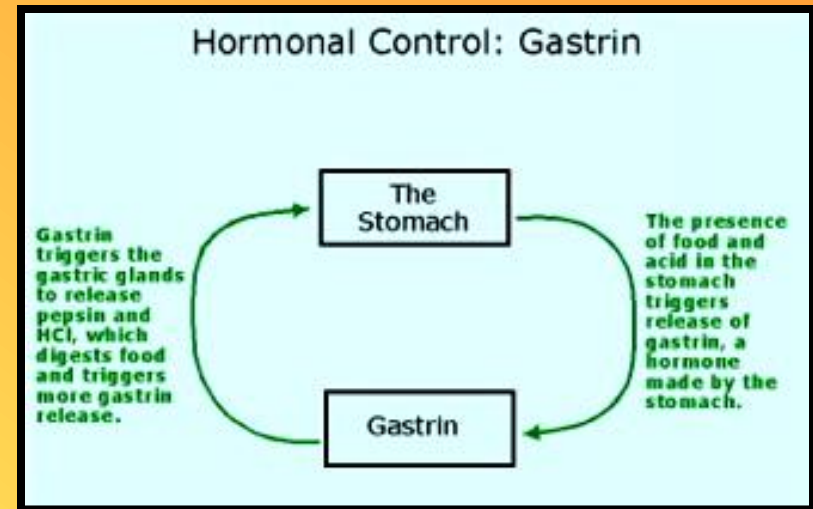 Hormonal Control: Gastrin
The
Stomach
Gastrin
triggers the
gastric glands
to release
pepsin and
HCl, which
digests food
and triggers
more gastrin
release.
The presence
of food and
acid in the
stomach
triggers
release of
gastrin, a
hormone
made by the
stomach.
Gastrin